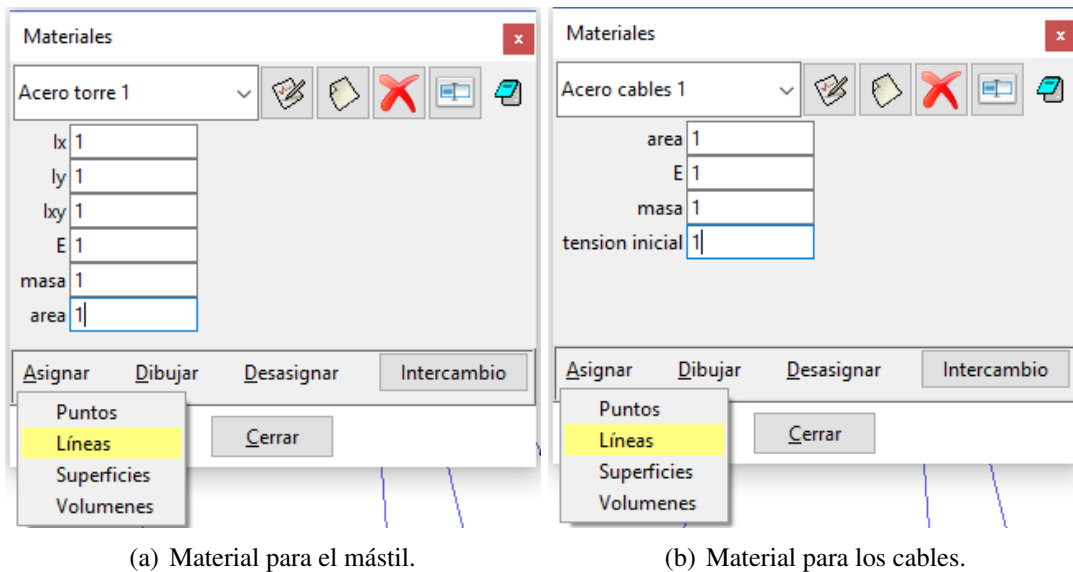 Materiales
x
Acero torre 1
Ix 1
Iy 1
Ixy 1
E 1
masa 1
area 1
Asignar Dibujar Desasignar Intercambio
Puntos
Líneas
Superficies
Volumenes
Cerrar
(a) Material para el mástil.
Materiales
x
Acero cables 1
area 1
E 1
masa 1
tension inicial 1
Asignar Dibujar Desasignar Intercambio
Puntos
Líneas
Superficies
Volumenes
Cerrar
(b) Material para los cables.